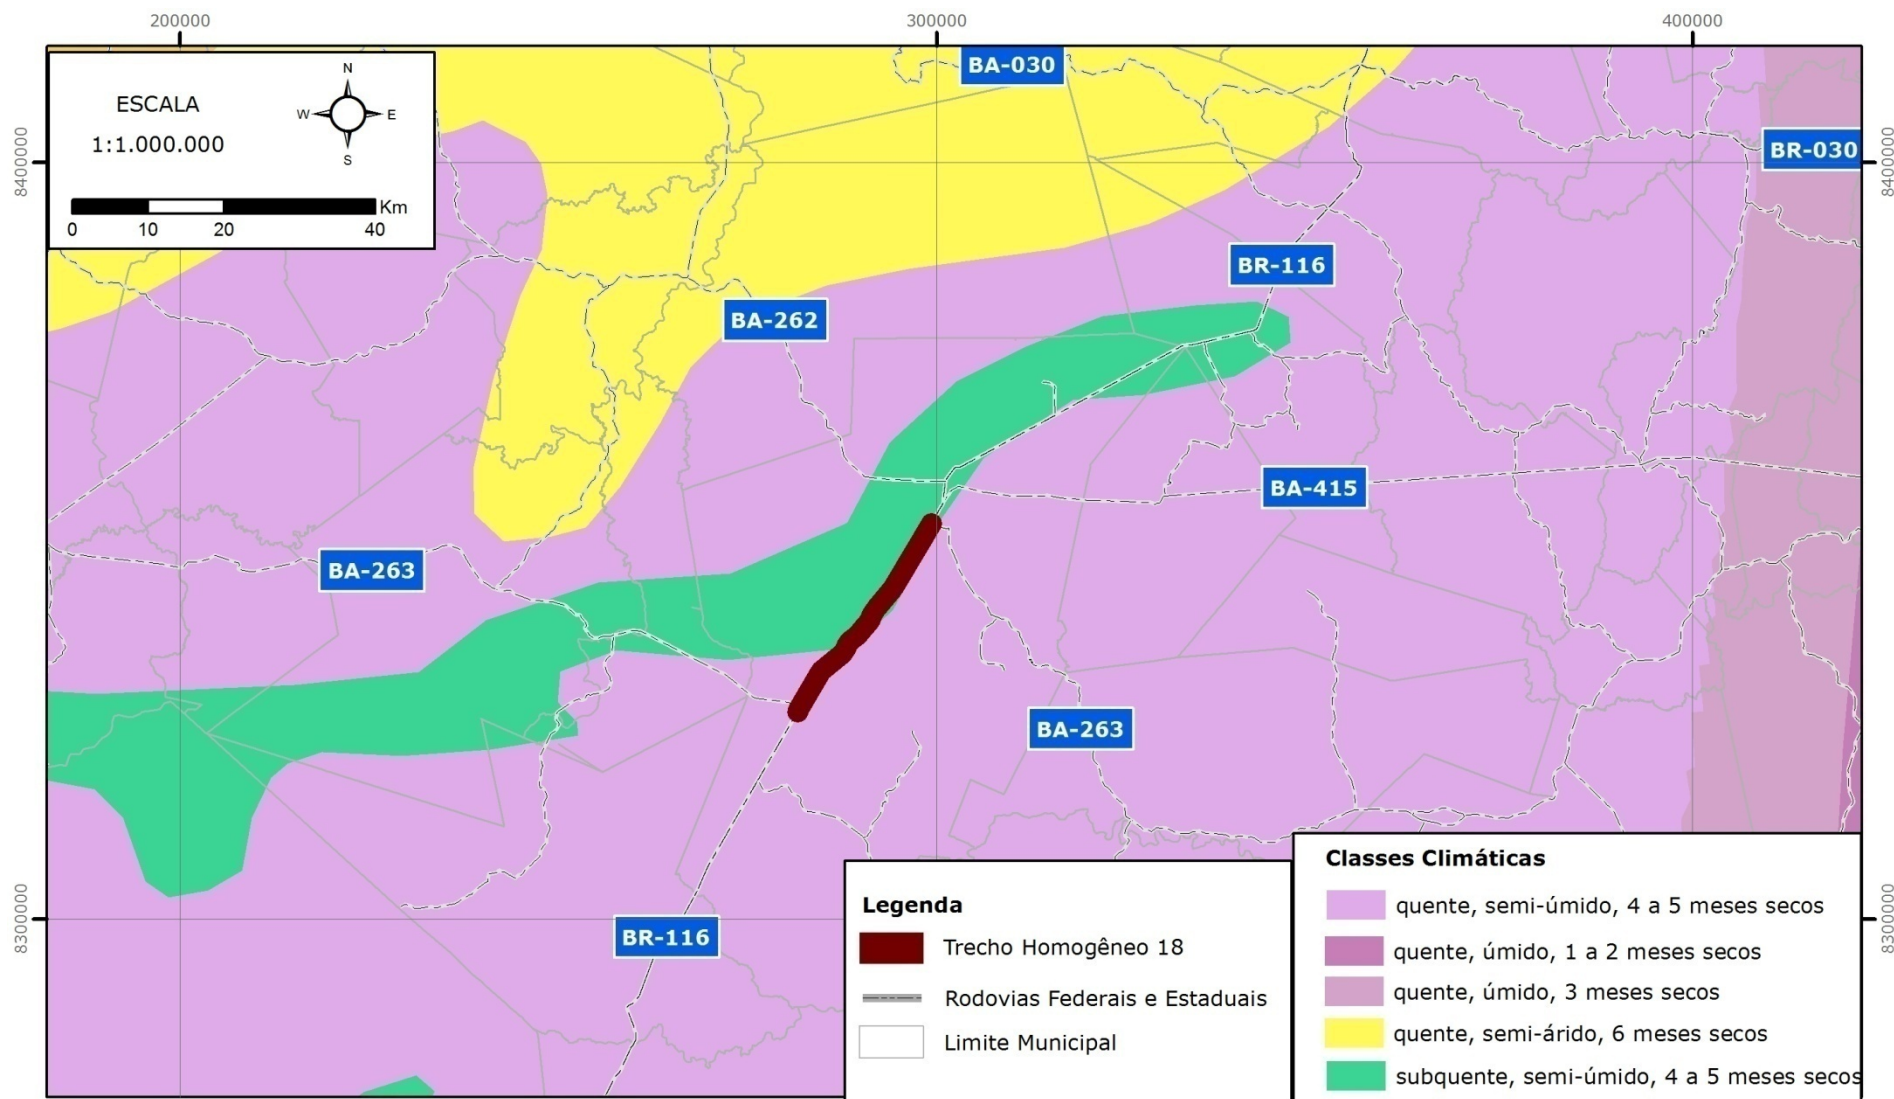 200000
300000
400000
BA-030
ESCALA
1:1.000.000
N
W
E
S
Km
0
10
20
40
8400000
BR-030
8400000
BR-116
BA-262
BA-415
BA-263
BA-263
8300000
BR-116
8300000
Legenda
Trecho Homogêneo 18
Rodovias Federais e Estaduais
Limite Municipal
Classes Climáticas
quente, semi-úmido, 4 a 5 meses secos
quente, úmido, 1 a 2 meses secos
quente, úmido, 3 meses secos
quente, semi-árido, 6 meses secos
subquente, semi-úmido, 4 a 5 meses secos